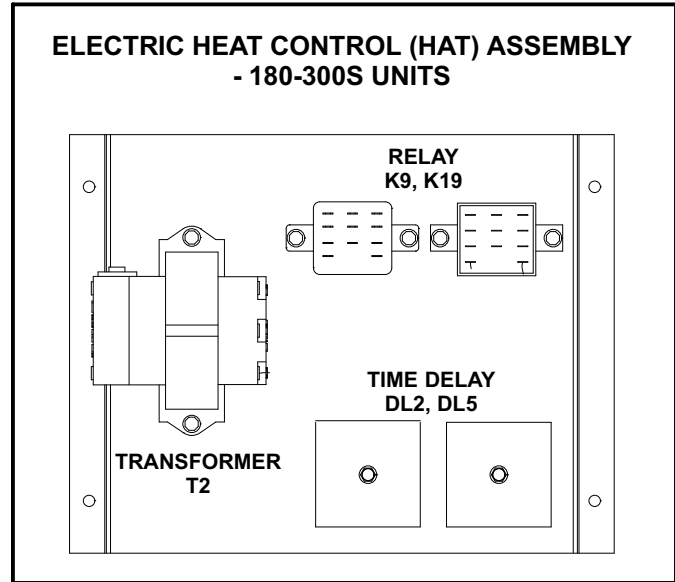 ELECTRIC HEAT CONTROL (HAT) ASSEMBLY
- 180-300S UNITS
RELAY
K9, K19
TIME DELAY
DL2, DL5
TRANSFORMER
T2